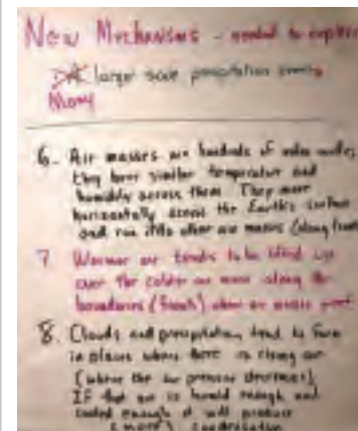 New Mechanisms - needed to explain
larger scale precipitation events
Many
6. Air masses are hundreds of miles wide,
they have similar temperature and
humidity across them. They move
horizontally across the Earth's surface
and run into other air masses (along fronts
7 Warmer air tends to be lifted up
over the colder air mass along the
boundaries (fronts) when air masses meet.
8. Clouds and precipitation tend to form
in places where there is rising air
(where the air pressure decreases)
IF that air is humid enough and
cooled enough it will produce
(more) condensation